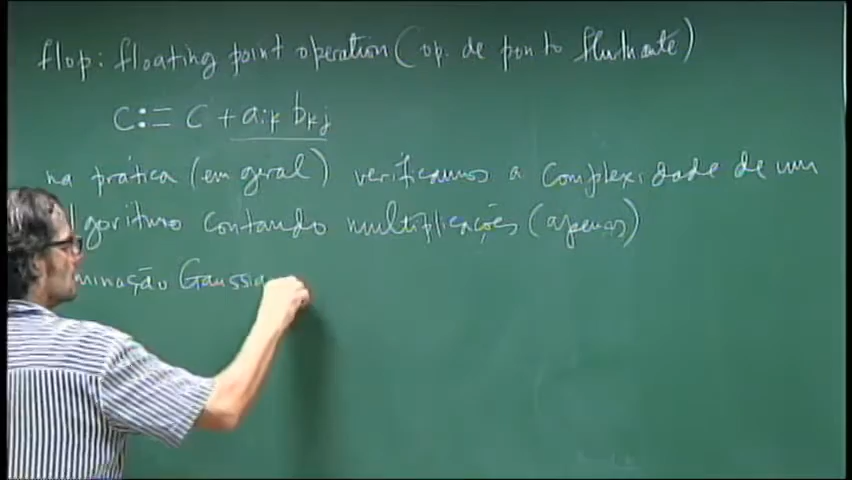 flop: floating point operation (op. de ponto flutuante)
C := C + aik bkj
na prática (em geral) verificamos a complexidade de um
lgoritmo contando multiplicações (apenas)
minação Gaussia